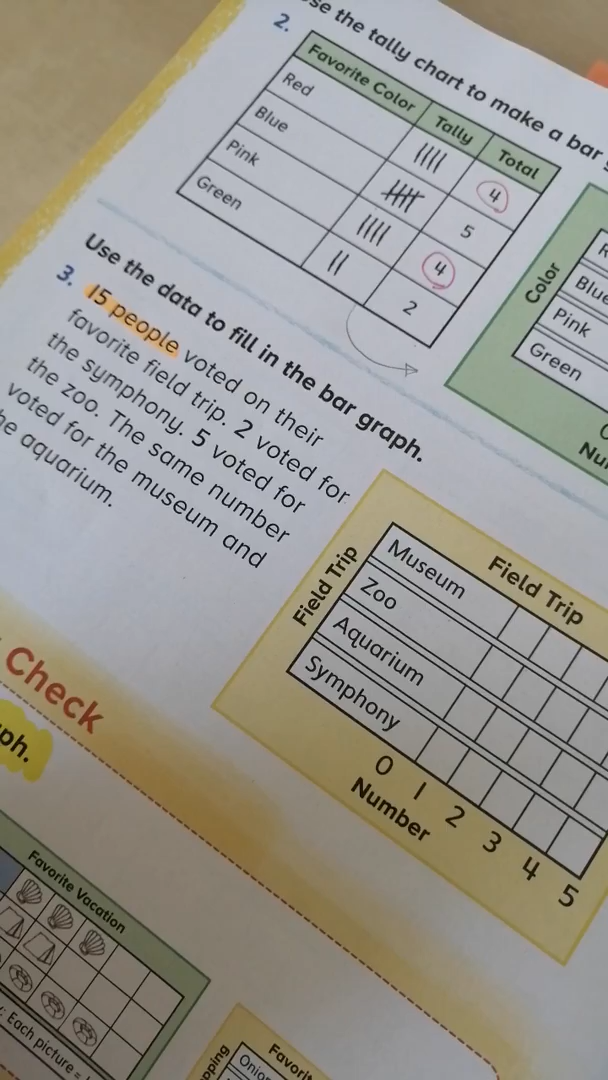 se the tally chart to make a bar
2.
Favorite Color Tally Total
Red 4
Blue 5
Pink 4
Green 2
Color
Blue
Pink
Green
Use the data to fill in the bar graph.
3. 15 people voted on their
favorite field trip. 2 voted for
the symphony. 5 voted for
the zoo. The same number
voted for the museum and
he aquarium.
Field Trip
Field Trip
Museum
Zoo
Aquarium
Symphony
0 1 2 3 4 5
Number
Check
ph.
Favorite Vacation
: Each picture =